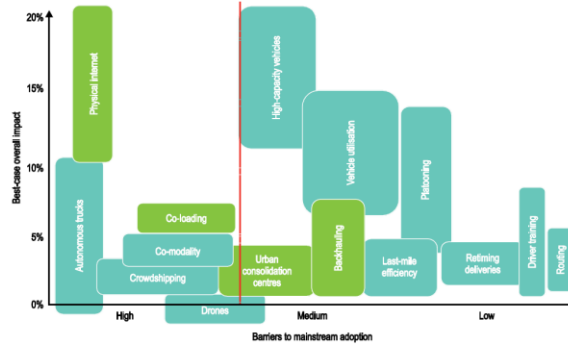 20%
15%
10%
5%
0%
Best-case overall impact
Physical internet
Autonomous trucks
Co-loading
Co-modality
Crowdshipping
Drones
High-capacity vehicles
Vehicle utilisation
Platooning
Urban
consolidation
centres
Backhauling
Last-mile
efficiency
Retiming
deliveries
Driver training
Routing
High
Medium
Low
Barriers to mainstream adoption